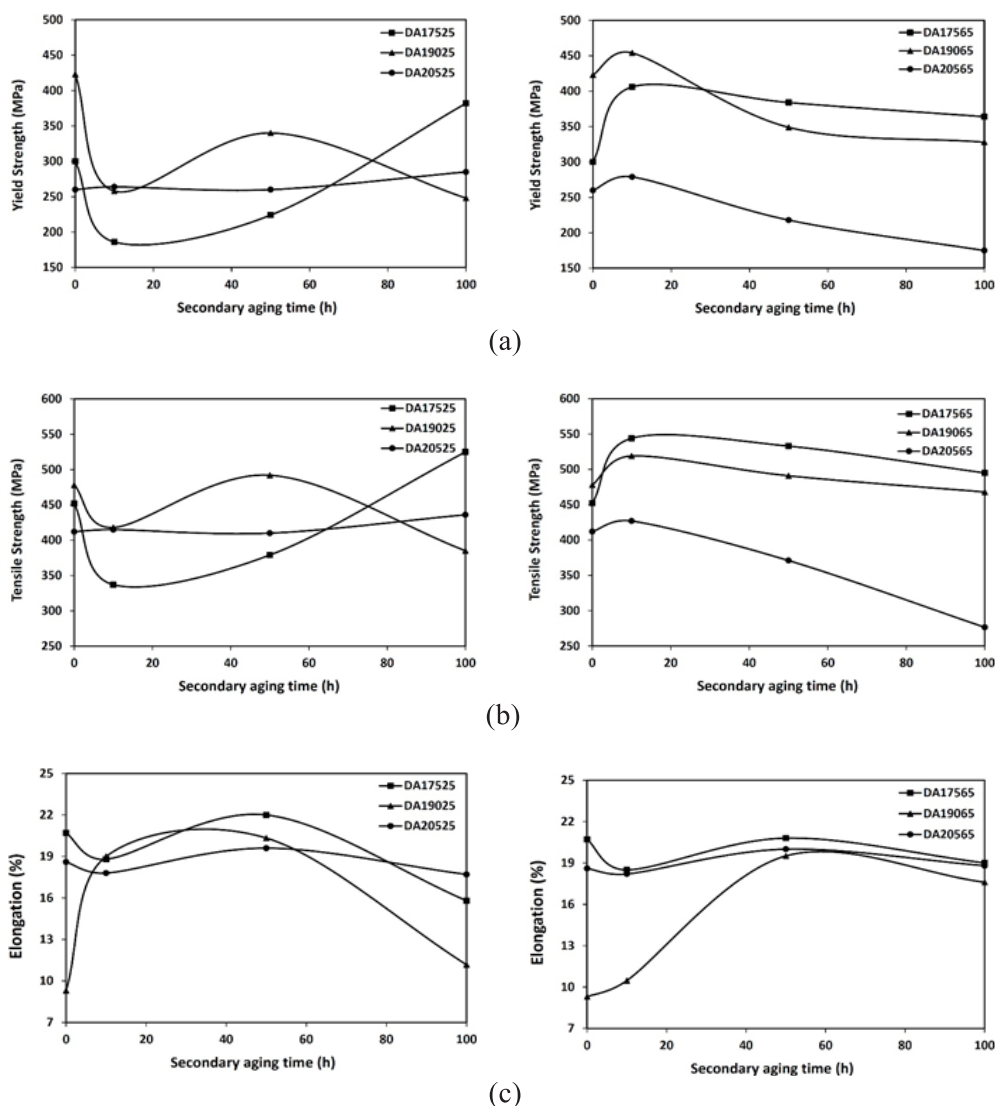 500
450
400
350
300
250
200
150
0 20 40 60 80 100
Yield Strength (MPa)
Secondary aging time (h)
DA17525
DA19025
DA20525
500
450
400
350
300
250
200
150
0 20 40 60 80 100
Yield Strength (MPa)
Secondary aging time (h)
DA17565
DA19065
DA20565
(a)
600
550
500
450
400
350
300
250
0 20 40 60 80 100
Tensile Strength (MPa)
Secondary aging time (h)
DA17525
DA19025
DA20525
600
550
500
450
400
350
300
250
0 20 40 60 80 100
Tensile Strength (MPa)
Secondary aging time (h)
DA17565
DA19065
DA20565
(b)
25
22
19
16
13
10
7
0 20 40 60 80 100
Elongation (%)
Secondary aging time (h)
DA17525
DA19025
DA20525
25
22
19
16
13
10
7
0 20 40 60 80 100
Elongation (%)
Secondary aging time (h)
DA17565
DA19065
DA20565
(c)